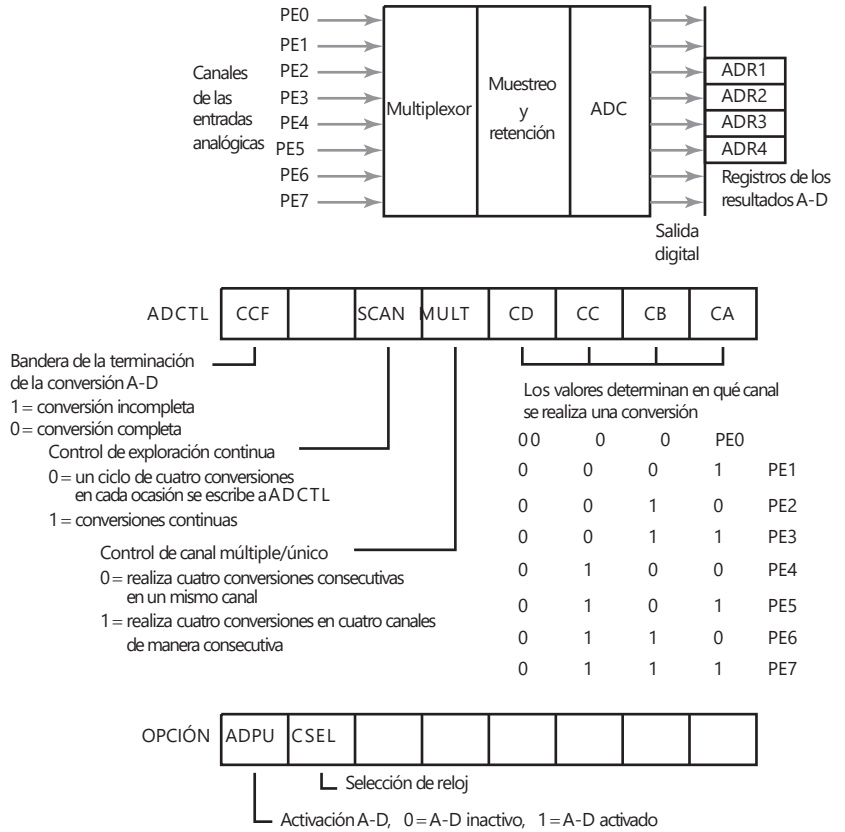 PE0
PE1
PE2
PE3
PE4
PE5
PE6
PE7
Canales
de las
entradas
analógicas
Multiplexor
Muestreo
y
retención
ADC
ADR1
ADR2
ADR3
ADR4
Registros de los
resultados A-D
Salida
digital
ADCTL CCF SCAN MULT CD CC CB CA
Bandera de la terminación
de la conversión A-D
1 = conversión incompleta
0 = conversión completa
Control de exploración continua
0 = un ciclo de cuatro conversiones
en cada ocasión se escribe a ADCTL
1 = conversiones continuas
Control de canal múltiple/único
0 = realiza cuatro conversiones consecutivas
en un mismo canal
1 = realiza cuatro conversiones en cuatro canales
de manera consecutiva
Los valores determinan en qué canal
se realiza una conversión
00 0 0 PE0
0 0 0 1 PE1
0 0 1 0 PE2
0 0 1 1 PE3
0 1 0 0 PE4
0 1 0 1 PE5
0 1 1 0 PE6
0 1 1 1 PE7
OPCIÓN ADPU CSEL
Selección de reloj
Activación A-D, 0 = A-D inactivo, 1 = A-D activado